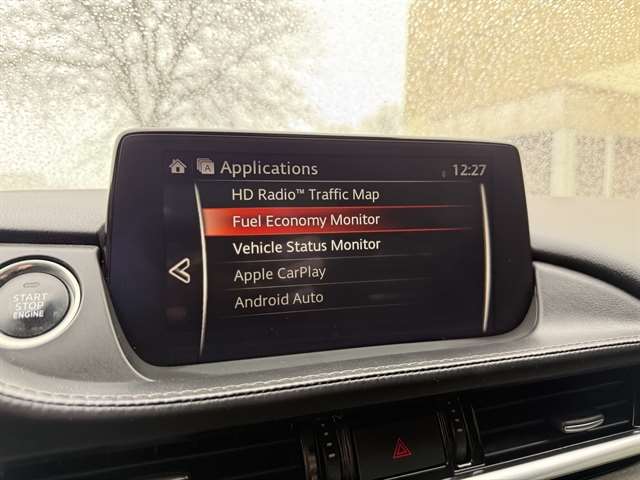 Applications
12:27
HD Radio™ Traffic Map
Fuel Economy Monitor
Vehicle Status Monitor
Apple CarPlay
Android Auto
START
STOP
ENGINE